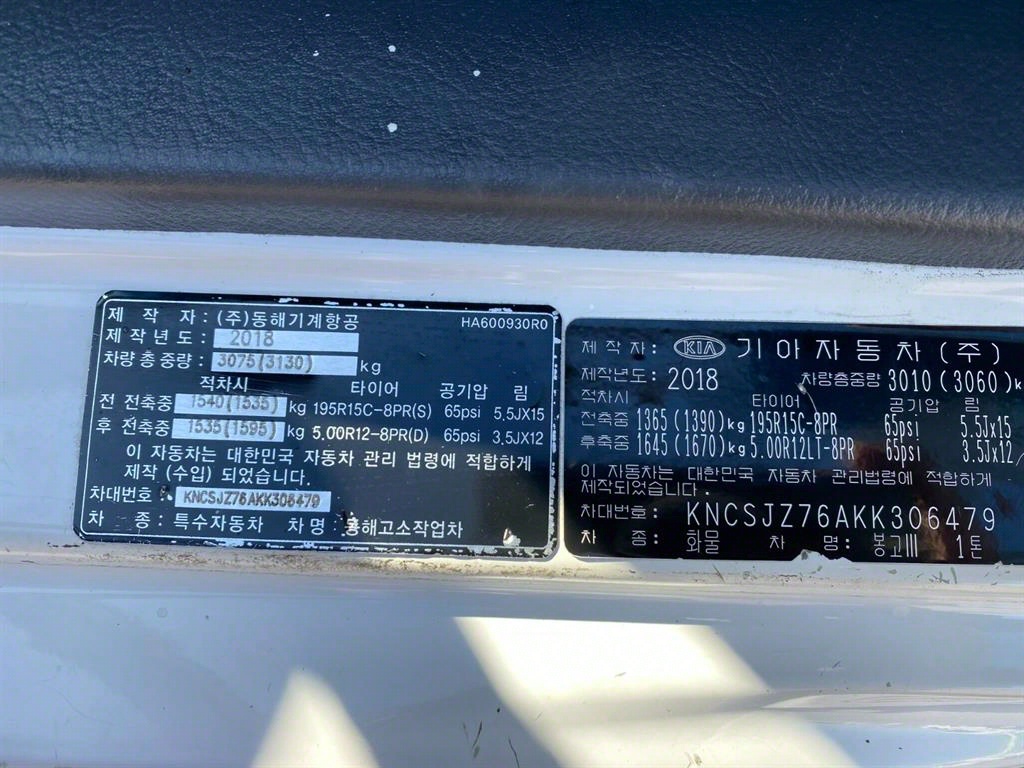 제 작 자 : (주)동해기계항공 HA600930R0
제 작 년 도 : 2018
차량 총 중량 : 3075(3130) kg
적차시 타이어 공기압 림
전 전축중 1540(1535) kg 195R15C-8PR(S) 65psi 5,5JX15
후 전축중 1535(1595) kg 5.00R12-8PR(D) 65psi 3,5JX12
이 자동차는 대한민국 자동차 관리 법령에 적합하게
제작 (수입) 되었습니다.
차대번호 : KNCSJZ76AKK306479
차 종 : 특수자동차 차 명 : 동해고소작업차
제 작 자 : KIA 기아자동차(주)
제작년도 : 2018 차량총중량 3010(3060)k
적차시 타이어 공기압 림
전축중 1365(1390)kg 195R15C-8PR 65psi 5.5Jx15
후축중 1645(1670)kg 5.00R12LT-8PR 65psi 3.5Jx12
이 자동차는 대한민국 자동차 관리법령에 적합하게
제작되었습니다.
차대번호: KNCSJZ76AKK306479
차 종: 화물 차 명: 봉고III 1톤